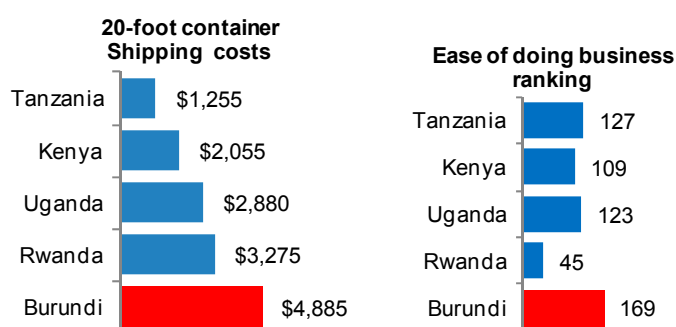 20-foot container
Shipping costs
Tanzania $1,255
Kenya $2,055
Uganda $2,880
Rwanda $3,275
Burundi $4,885
Ease of doing business
ranking
Tanzania 127
Kenya 109
Uganda 123
Rwanda 45
Burundi 169